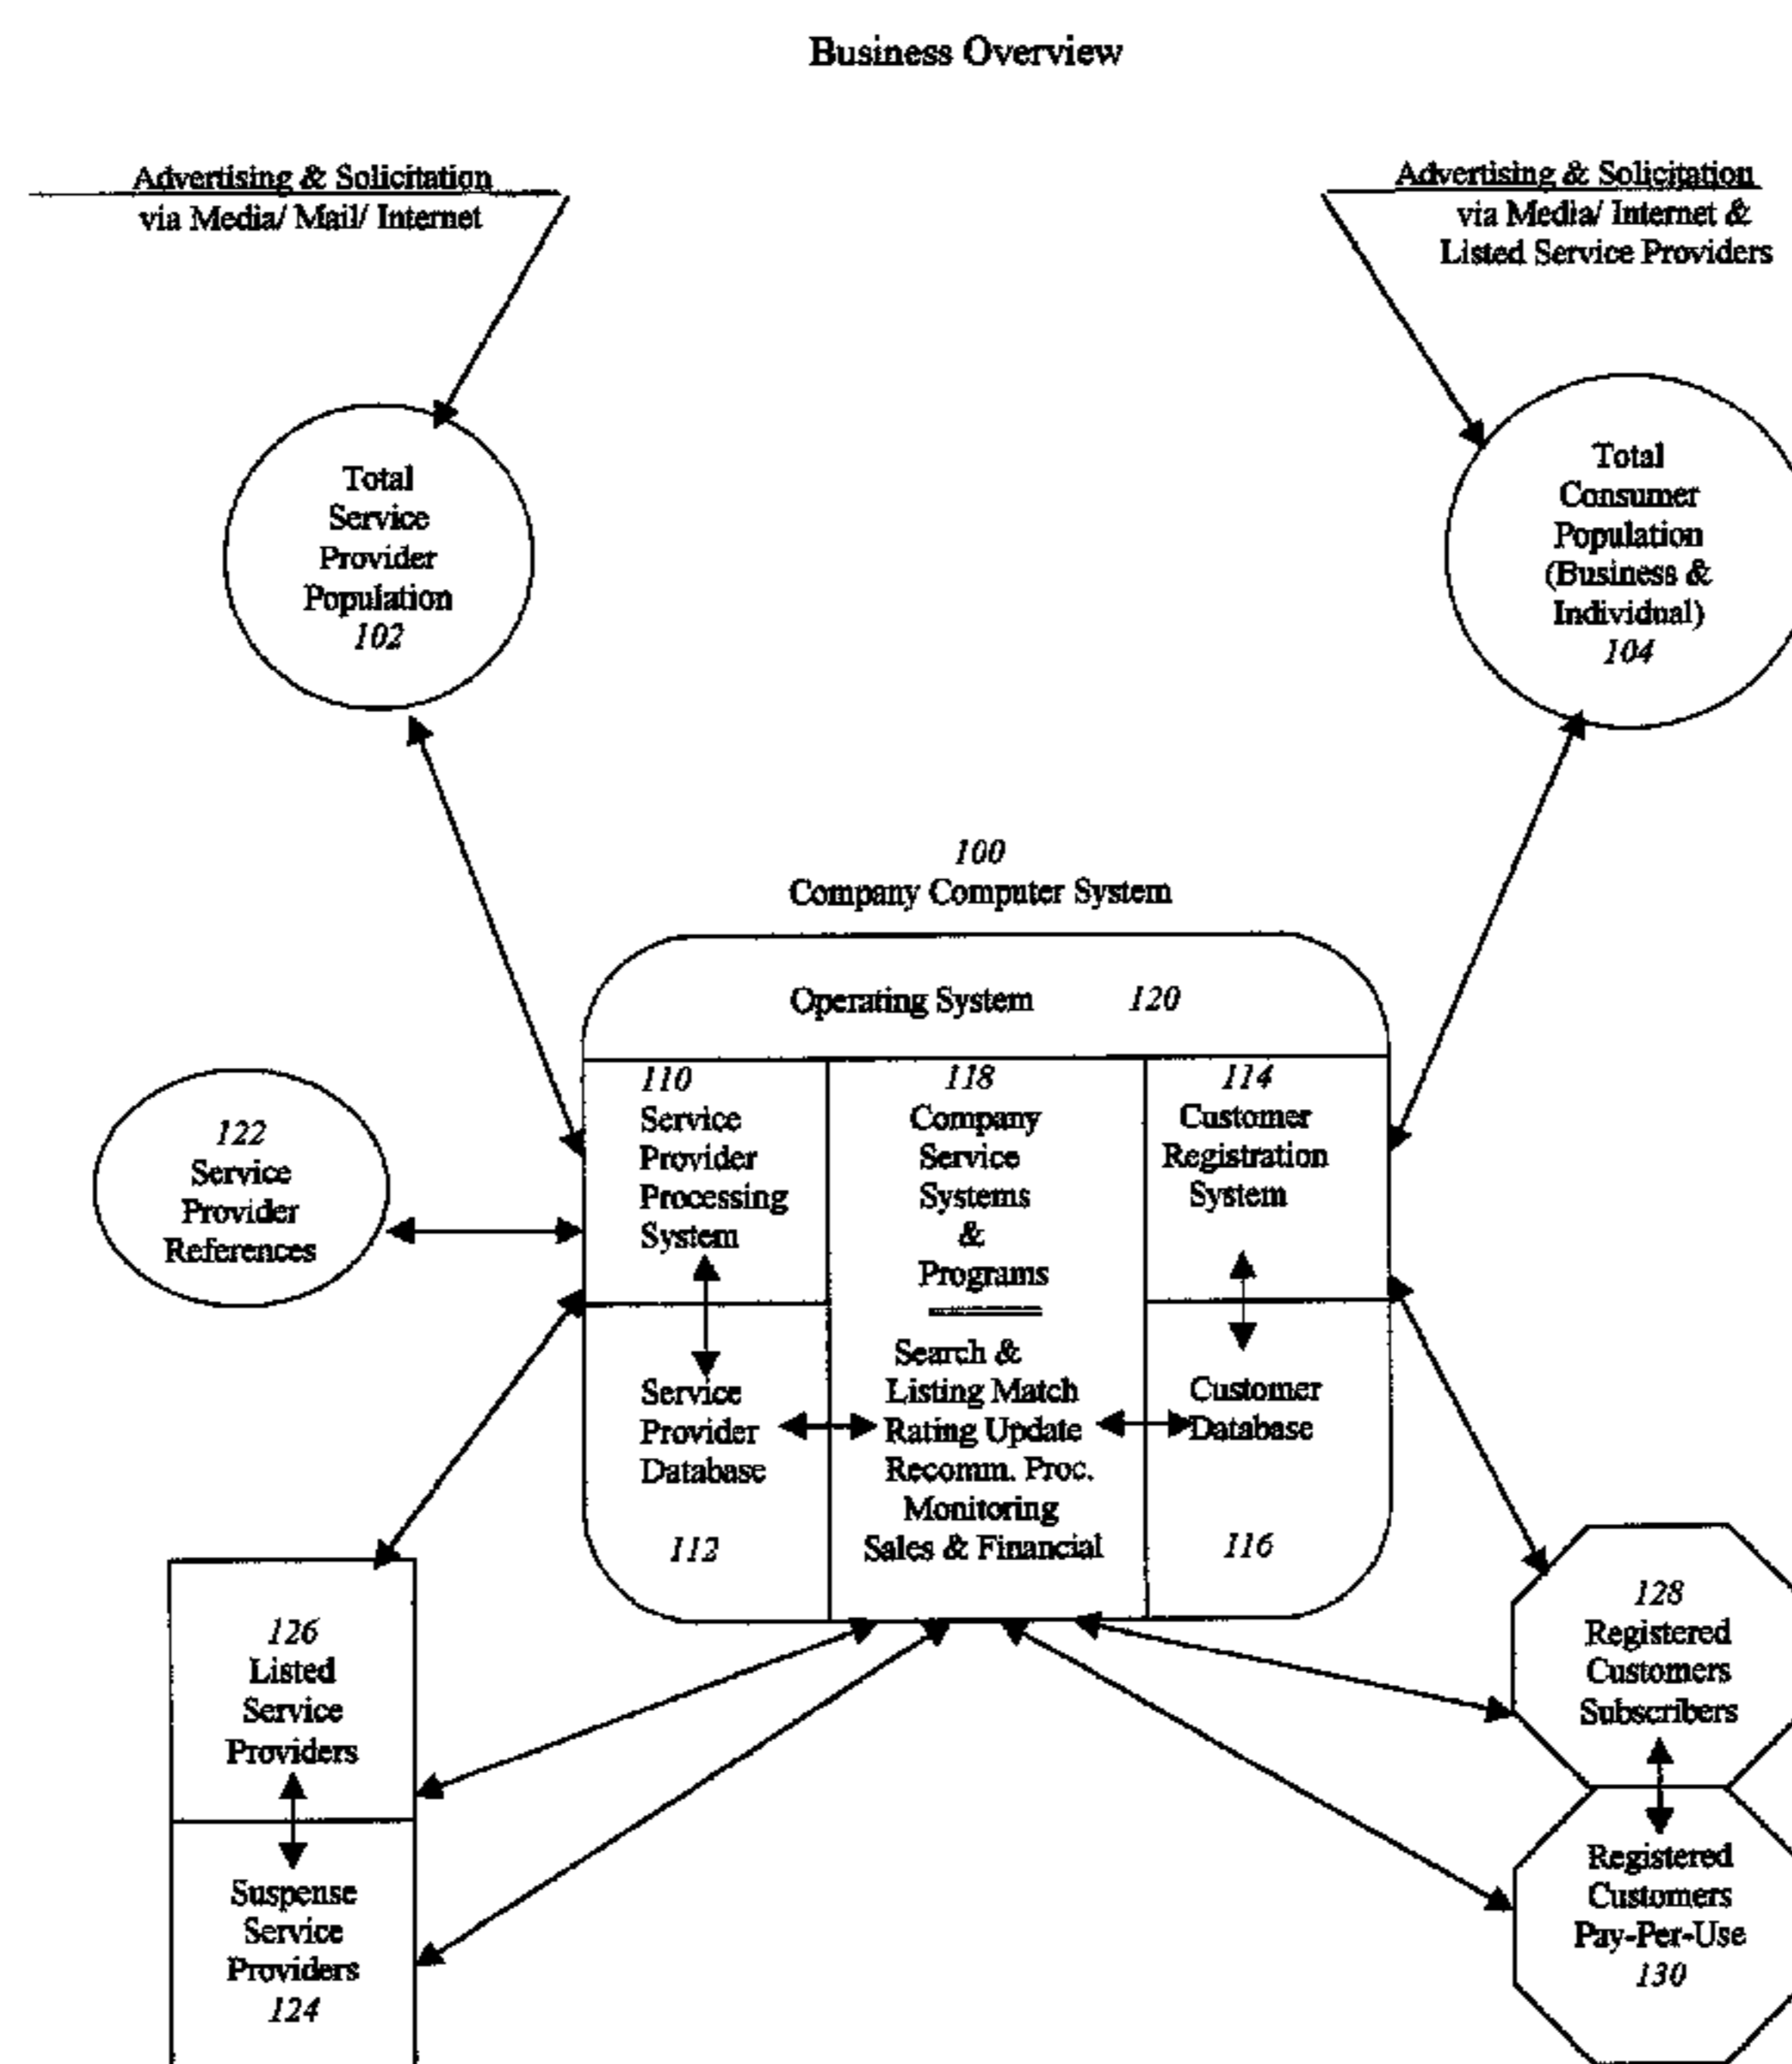 Business Overview
Advertising & Solicitation
via Media/ Mail/ Internet
Advertising & Solicitation
via Media/ Internet &
Listed Service Providers
Total
Service
Provider
Population
102
Total
Consumer
Population
(Business &
Individual)
104
100
Company Computer System
Operating System 120
110
Service
Provider
Processing
System
118
Company
Service
Systems
&
Programs
114
Customer
Registration
System
122
Service
Provider
References
Service
Provider
Database
112
Search &
Listing Match
Rating Update
Recomm. Proc.
Monitoring
Sales & Financial
Customer
Database
116
126
Listed
Service
Providers
Suspense
Service
Providers
124
128
Registered
Customers
Subscribers
Registered
Customers
Pay-Per-Use
130